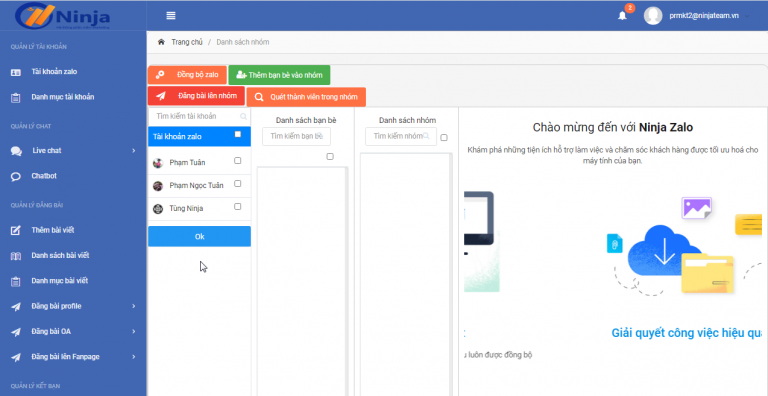 Ninja
QUẢN LÝ TÀI KHOẢN
Tài khoản zalo
Danh mục tài khoản
QUẢN LÝ CHAT
Live chat
Chatbot
QUẢN LÝ ĐĂNG BÀI
Thêm bài viết
Danh sách bài viết
Danh mục bài viết
Đăng bài profile
Đăng bài OA
Đăng bài lên Fanpage
QUẢN LÝ KẾT BẠN
2
prmkt2@ninjateam.vn
Trang chủ / Danh sách nhóm
Đồng bộ zalo
Thêm bạn bè vào nhóm
Đăng bài lên nhóm
Quét thành viên trong nhóm
Tìm kiếm tài khoản
Tài khoản zalo
Phạm Tuân
Phạm Ngọc Tuân
Tùng Ninja
Ok
Danh sách bạn bè
Tìm kiếm bạn bè
Danh sách nhóm
Tìm kiếm nhóm
Chào mừng đến với Ninja Zalo
Khám phá những tiện ích hỗ trợ làm việc và chăm sóc khách hàng được tối ưu hoá cho
máy tính của bạn.
Giải quyết công việc hiệu quả
luôn được đồng bộ